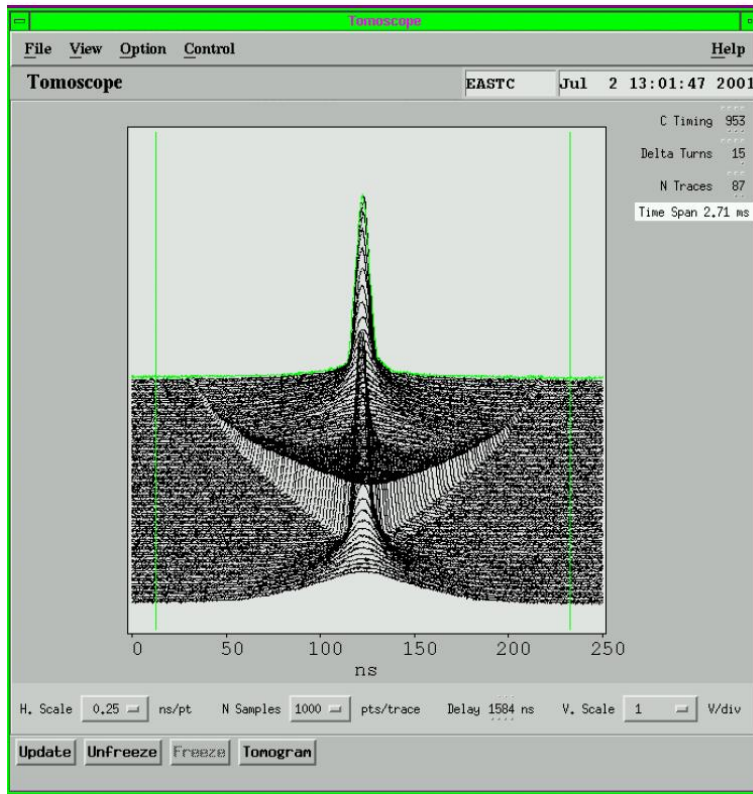 Tomoscope
File View Option Control Help
Tomoscope EASTC Jul 2 13:01:47 2001
C Timing 953
Delta Turns 15
N Traces 87
Time Span 2.71 ms
0 50 100 150 200 250
ns
H. Scale 0.25 ns/pt N Samples 1000 pts/trace Delay 1584 ns V. Scale 1 V/div
Update Unfreeze Freeze Tomogram